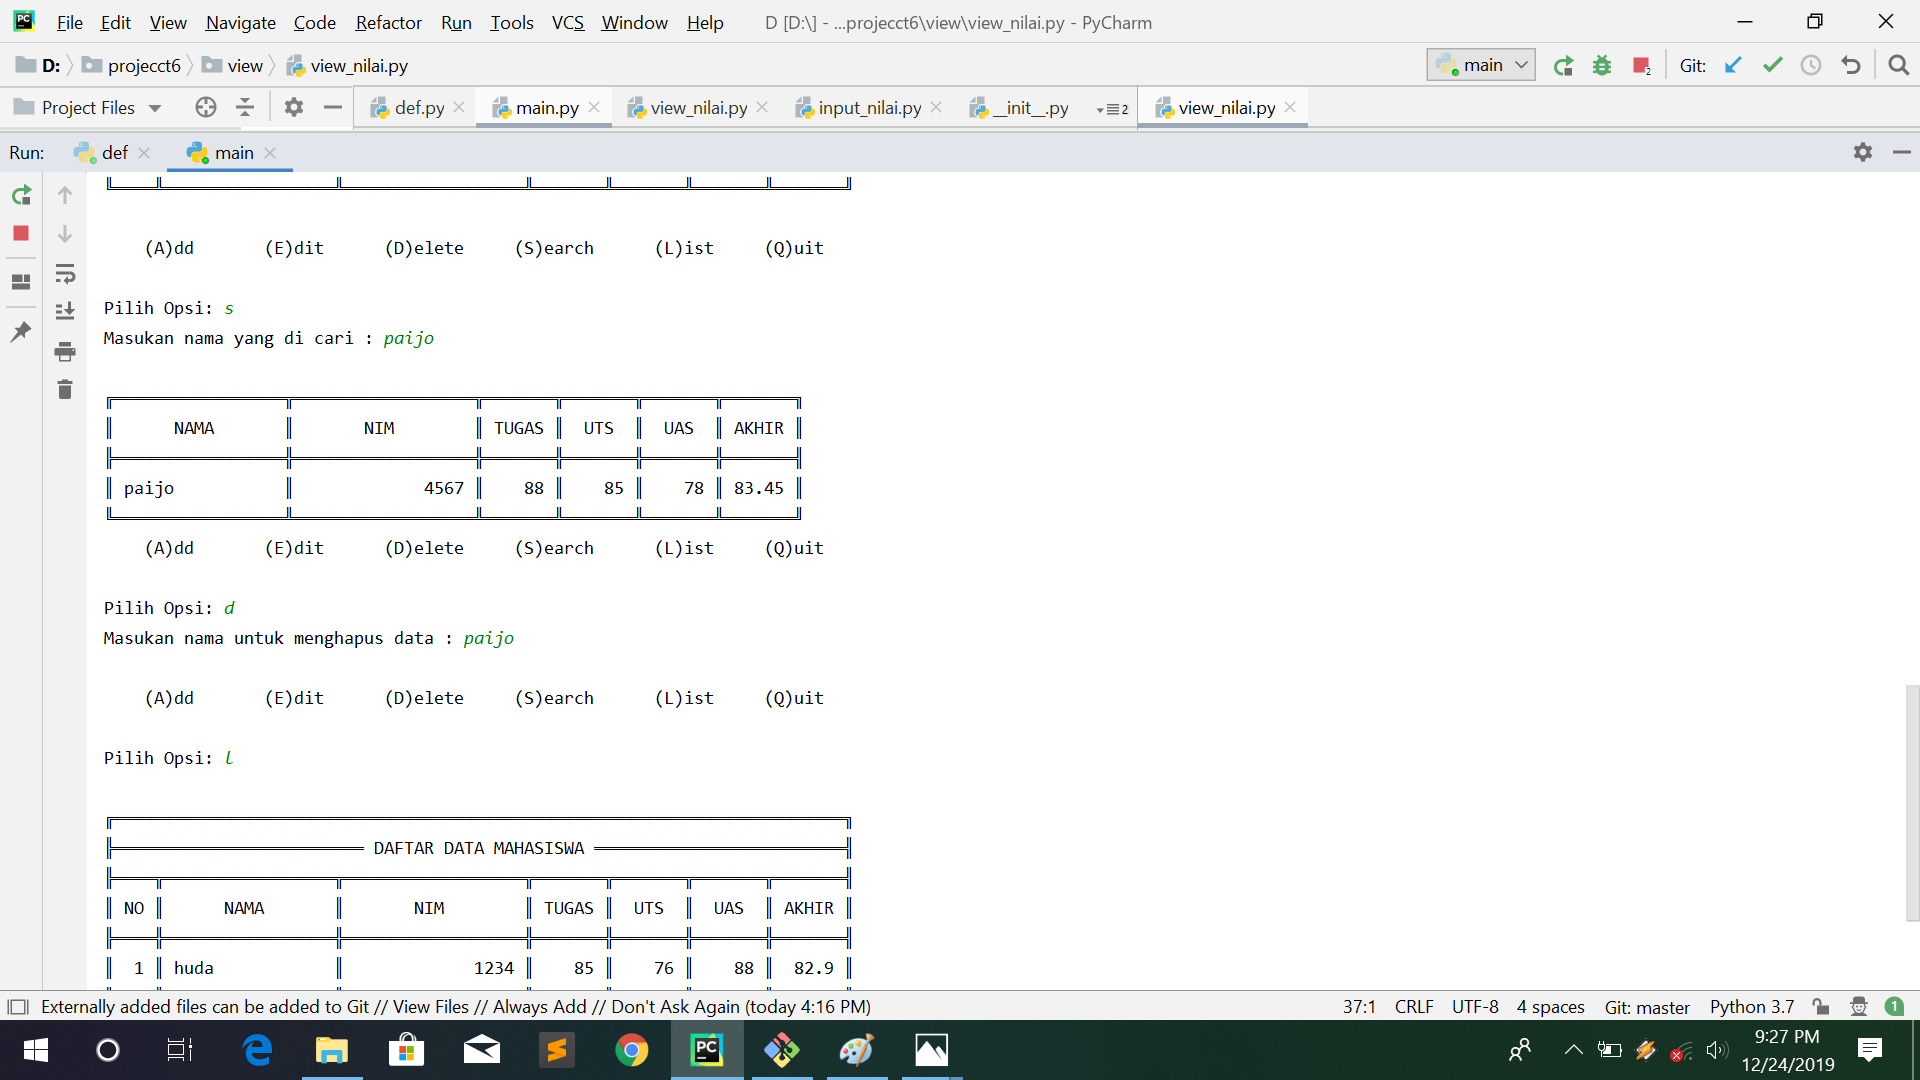 File Edit View Navigate Code Refactor Run Tools VCS Window Help D [D:\] - ...projecct6\view\view_nilai.py - PyCharm
D: projecct6 view view_nilai.py main 2 Git:
Project Files def.py main.py view_nilai.py input_nilai.py __init__.py 2 view_nilai.py
Run: def main
(A)dd (E)dit (D)elete (S)earch (L)ist (Q)uit
Pilih Opsi: s
Masukan nama yang di cari : paijo
NAMA NIM TUGAS UTS UAS AKHIR
paijo 4567 88 85 78 83.45
(A)dd (E)dit (D)elete (S)earch (L)ist (Q)uit
Pilih Opsi: d
Masukan nama untuk menghapus data : paijo
(A)dd (E)dit (D)elete (S)earch (L)ist (Q)uit
Pilih Opsi: l
DAFTAR DATA MAHASISWA
NO NAMA NIM TUGAS UTS UAS AKHIR
1 huda 1234 85 76 88 82.9
Externally added files can be added to Git // View Files // Always Add // Don't Ask Again (today 4:16 PM) 37:1 CRLF UTF-8 4 spaces Git: master Python 3.7 1
PC
9:27 PM
12/24/2019